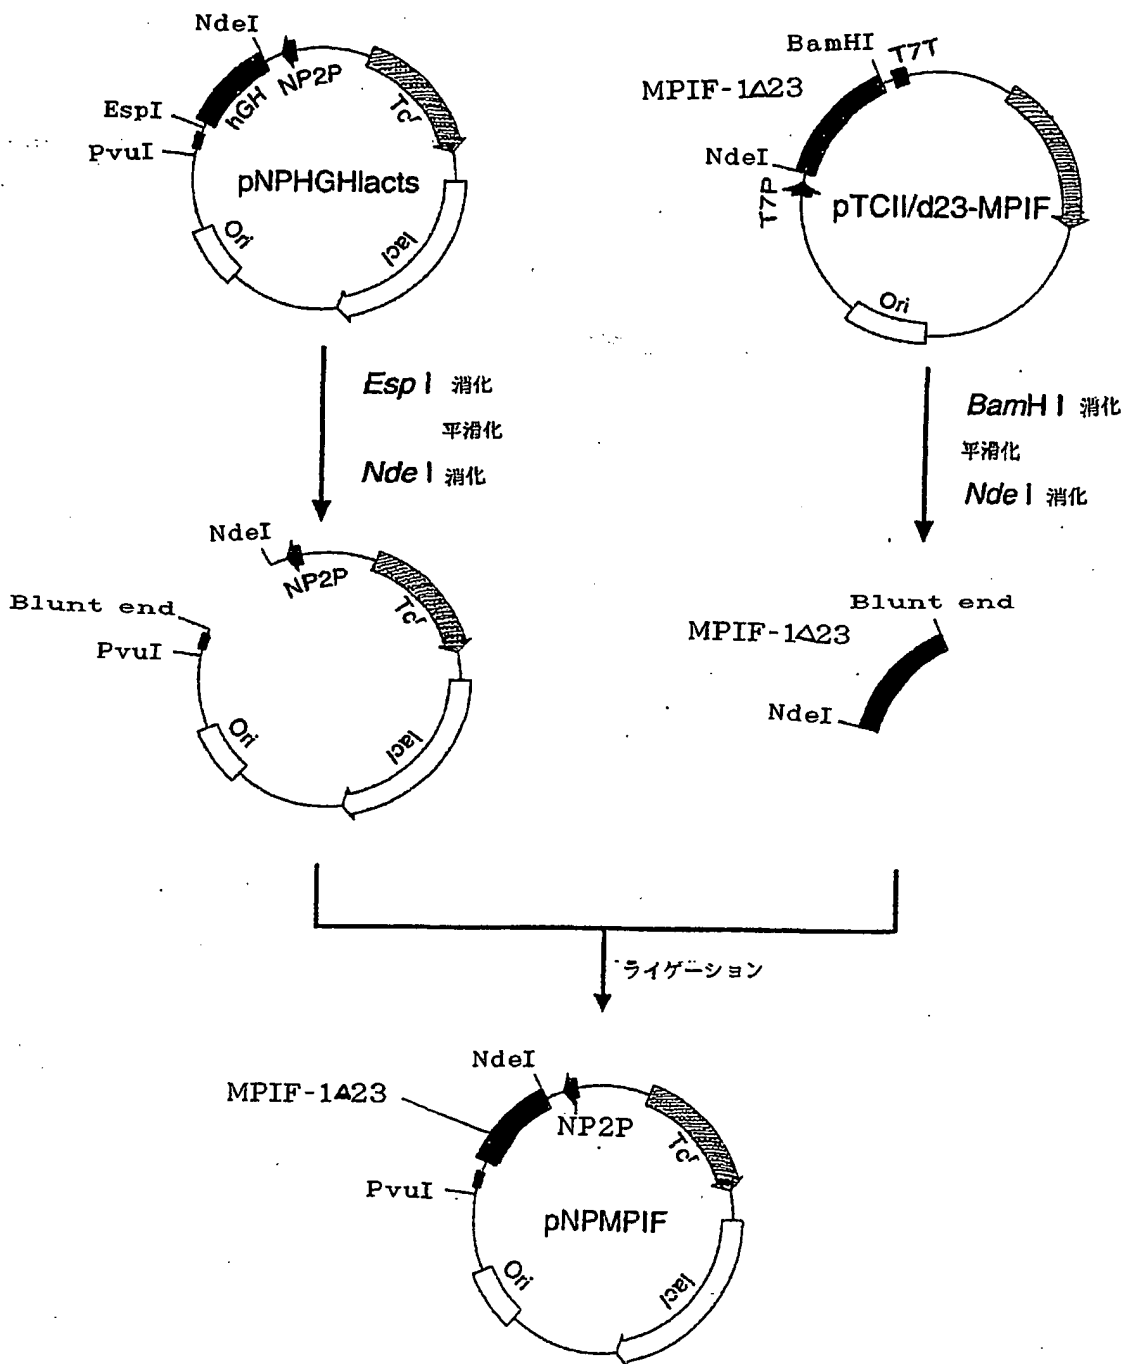 NdeI
NP2P
hGH
EspI
PvuI
Tcr
pNPHGHlacts
Ori
lacI
BamHI
T7T
MPIF-1Δ23
NdeI
T7P
pTCII/d23-MPIF
Ori
Esp I 消化
平滑化
Nde I 消化
BamH I 消化
平滑化
Nde I 消化
NdeI
NP2P
Tcr
Blunt end
PvuI
Ori
lacI
Blunt end
MPIF-1Δ23
NdeI
ライゲーション
NdeI
MPIF-1Δ23
NP2P
Tcr
PvuI
pNPMPIF
Ori
lacI